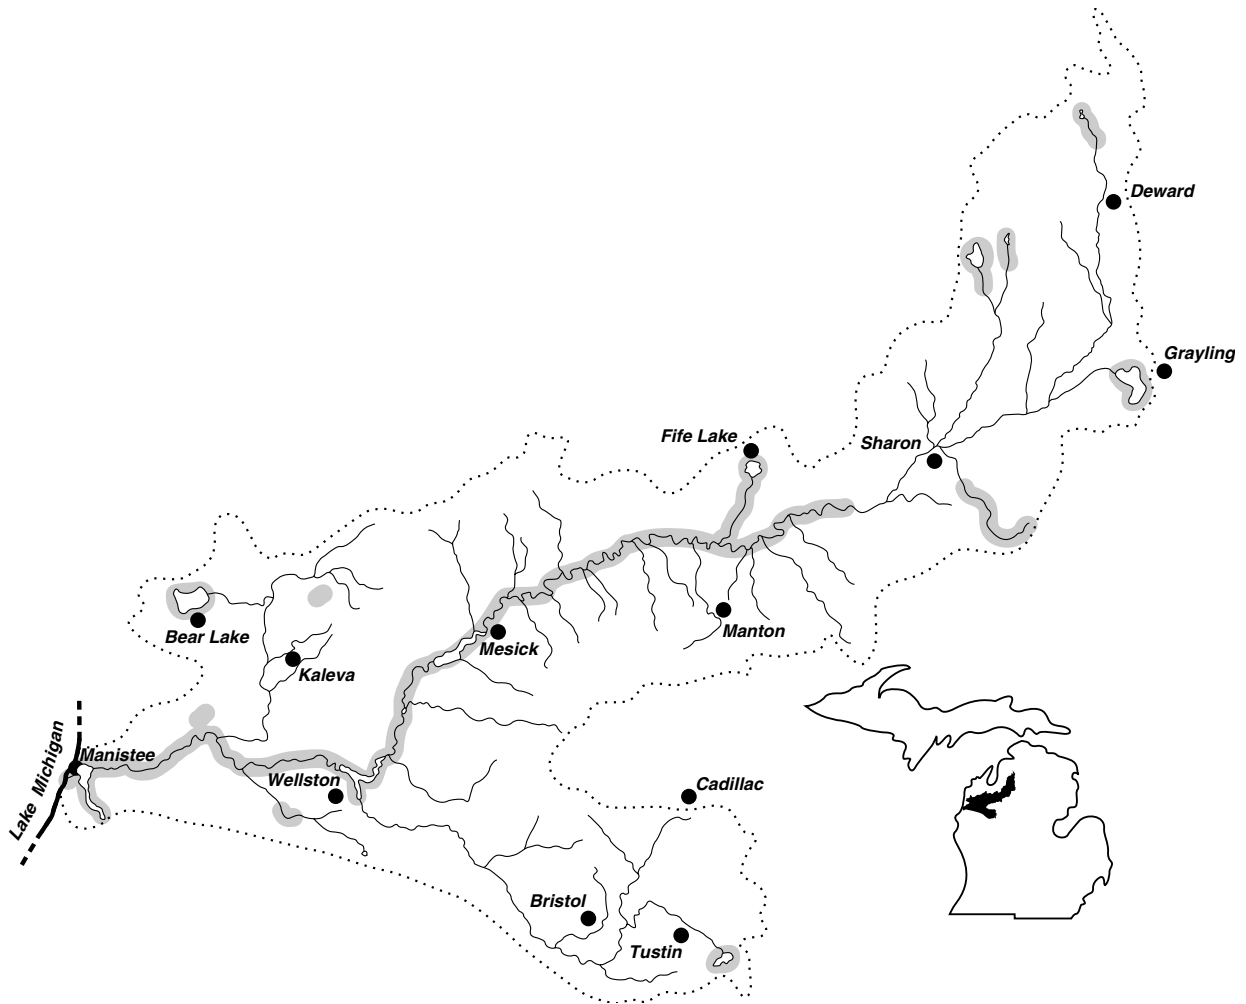 Deward
Grayling
Fife Lake
Sharon
Bear Lake
Manton
Mesick
Kaleva
Lake Michigan
Manistee
Wellston
Cadillac
Bristol
Tustin